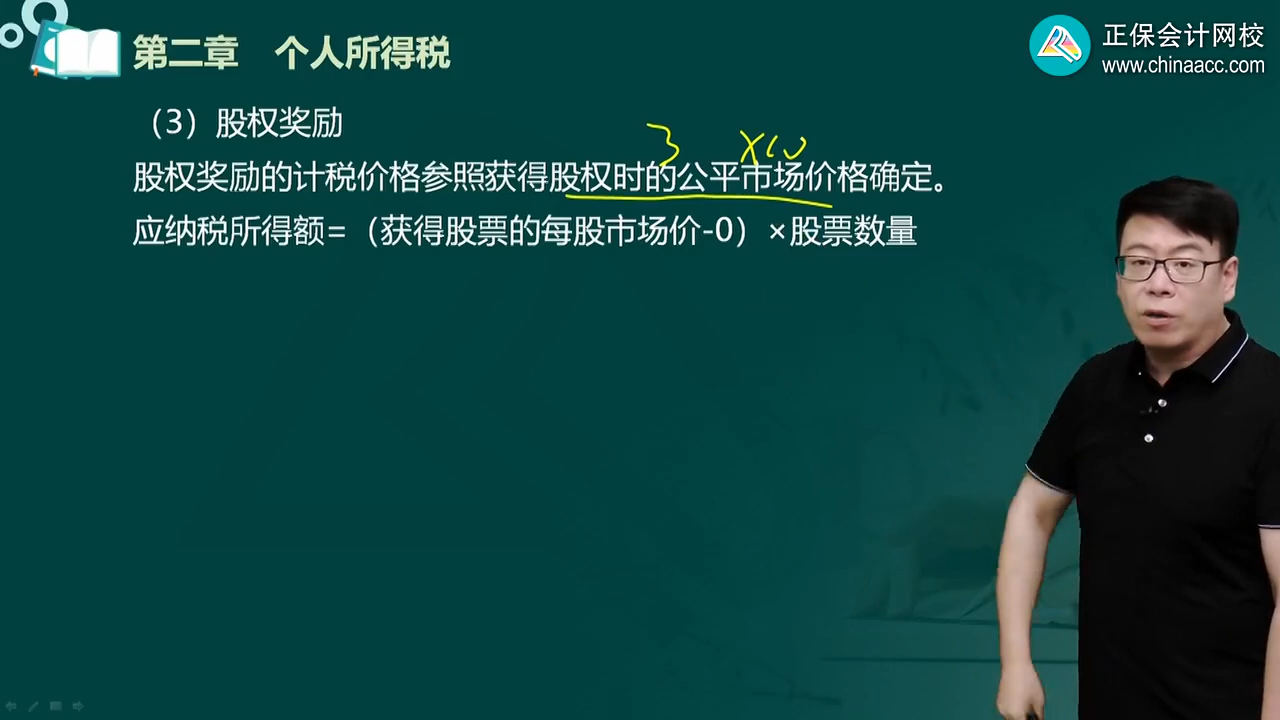 第二章 个人所得税
正保会计网校
www.chinaacc.com
（3）股权奖励
3
股权奖励的计税价格参照获得股权时的公平市场价格确定。
应纳税所得额=（获得股票的每股市场价-0）×股票数量